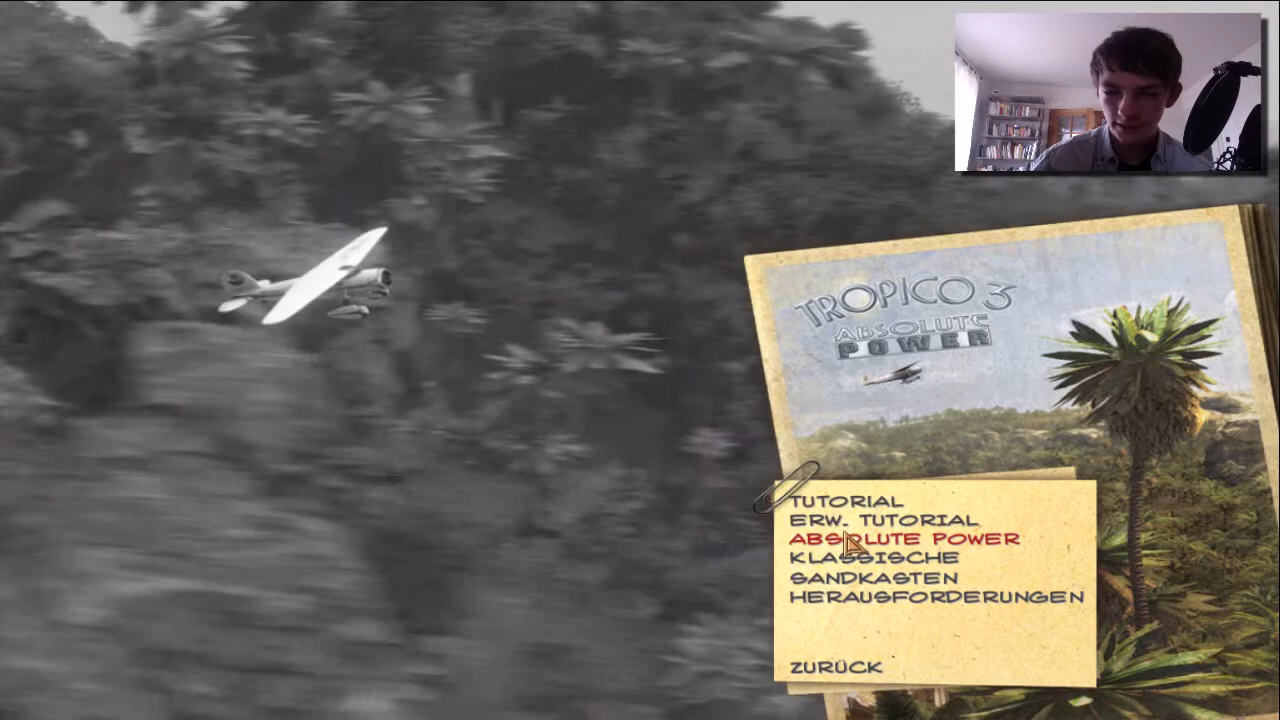 TROPICO 3
ABSOLUTE
POWER
TUTORIAL
ERW. TUTORIAL
ABSOLUTE POWER
KLASSISCHE
SANDKASTEN
HERAUSFORDERUNGEN
ZURÜCK